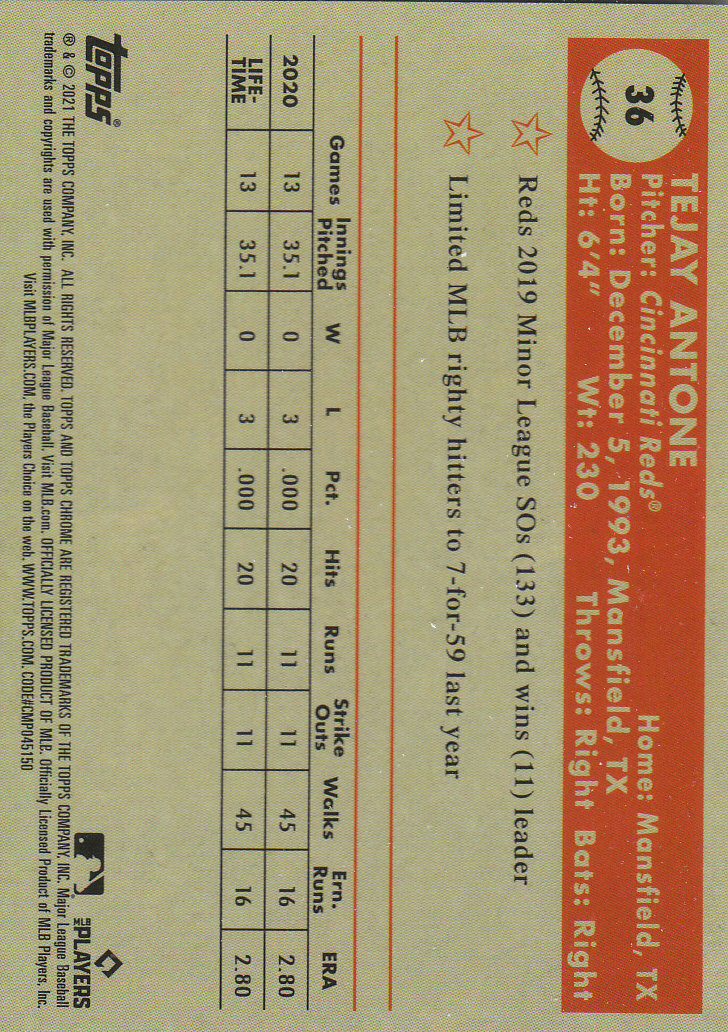 36
TEJAY ANTONE
Pitcher: Cincinnati Reds® Home: Mansfield, TX
Born: December 5, 1993, Mansfield, TX
Ht: 6'4" Wt: 230 Throws: Right Bats: Right
Reds 2019 Minor League SOs (133) and wins (11) leader
Limited MLB righty hitters to 7-for-59 last year
Games Innings Pitched W L Pct. Hits Runs Strike Outs Walks Ern. Runs ERA
2020 13 35.1 0 3 .000 20 11 11 45 16 2.80
LIFE-TIME 13 35.1 0 3 .000 20 11 11 45 16 2.80
topps®
MLB PLAYERS
® & © 2021 THE TOPPS COMPANY, INC. ALL RIGHTS RESERVED. TOPPS AND TOPPS CHROME ARE REGISTERED TRADEMARKS OF THE TOPPS COMPANY, INC. Major League Baseball
trademarks and copyrights are used with permission of Major League Baseball. Visit MLB.com. OFFICIALLY LICENSED PRODUCT OF MLB. Officially Licensed Product of MLB Players, Inc.
Visit MLBPLAYERS.COM, the Players Choice on the web. WWW.TOPPS.COM. CODE#CMP045150